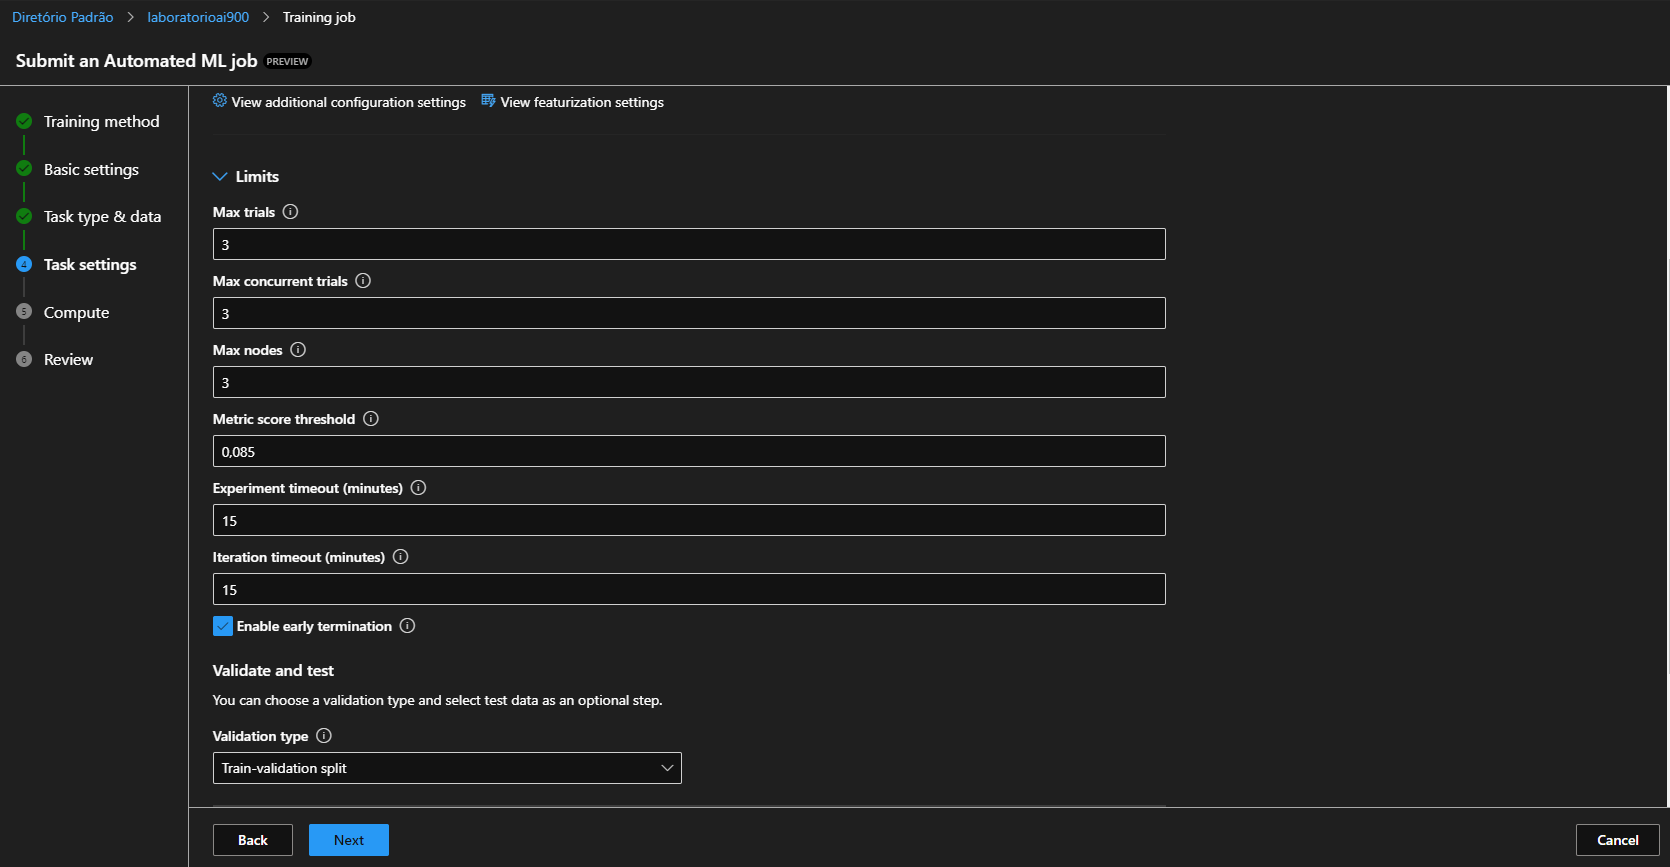 Diretório Padrão > laboratorioai900 > Training job
Submit an Automated ML job PREVIEW
Training method
Basic settings
Task type & data
4 Task settings
5 Compute
6 Review
View additional configuration settings View featurization settings
Limits
Max trials
3
Max concurrent trials
3
Max nodes
3
Metric score threshold
0,085
Experiment timeout (minutes)
15
Iteration timeout (minutes)
15
Enable early termination
Validate and test
You can choose a validation type and select test data as an optional step.
Validation type
Train-validation split
Back Next Cancel